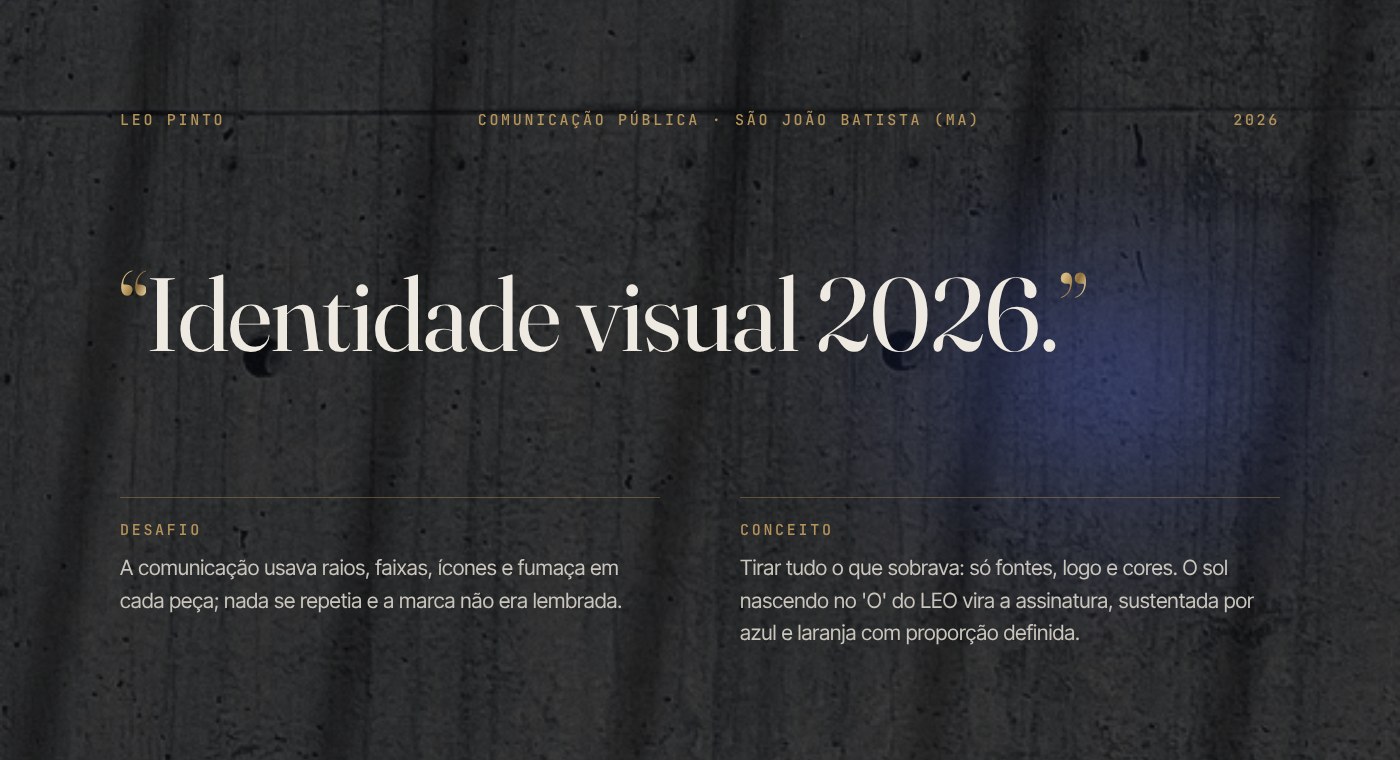 LEO PINTO
COMUNICAÇÃO PÚBLICA · SÃO JOÃO BATISTA (MA)
2026
“Identidade visual 2026.”
DESAFIO
A comunicação usava raios, faixas, ícones e fumaça em
cada peça; nada se repetia e a marca não era lembrada.
CONCEITO
Tirar tudo o que sobrava: só fontes, logo e cores. O sol
nascendo no 'O' do LEO vira a assinatura, sustentada por
azul e laranja com proporção definida.